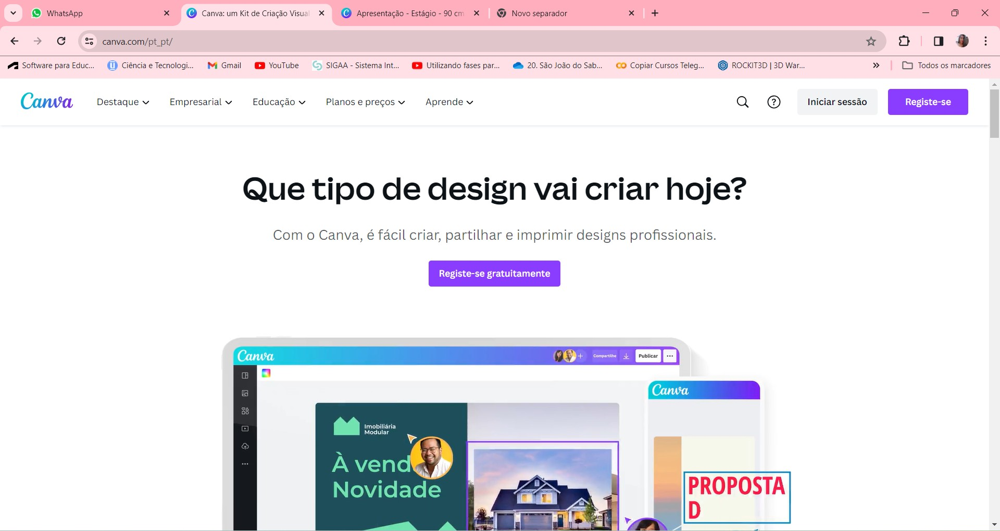 WhatsApp
Canva: um Kit de Criação Visual
Apresentação - Estágio - 90 cm
Novo separador
canva.com/pt_pt/
Software para Educ...
Ciência e Tecnologi...
Gmail
YouTube
SIGAA - Sistema Int...
Utilizando fases par...
20. São João do Sab...
Copiar Cursos Teleg...
ROCKIT3D | 3D War...
Todos os marcadores
Canva
Destaque
Empresarial
Educação
Planos e preços
Aprende
Iniciar sessão
Registe-se
Que tipo de design vai criar hoje?
Com o Canva, é fácil criar, partilhar e imprimir designs profissionais.
Registe-se gratuitamente
Canva
Compartilhe
Publicar
Canva
Imobiliária
Modular
À vend
Novidade
PROPOSTA
D